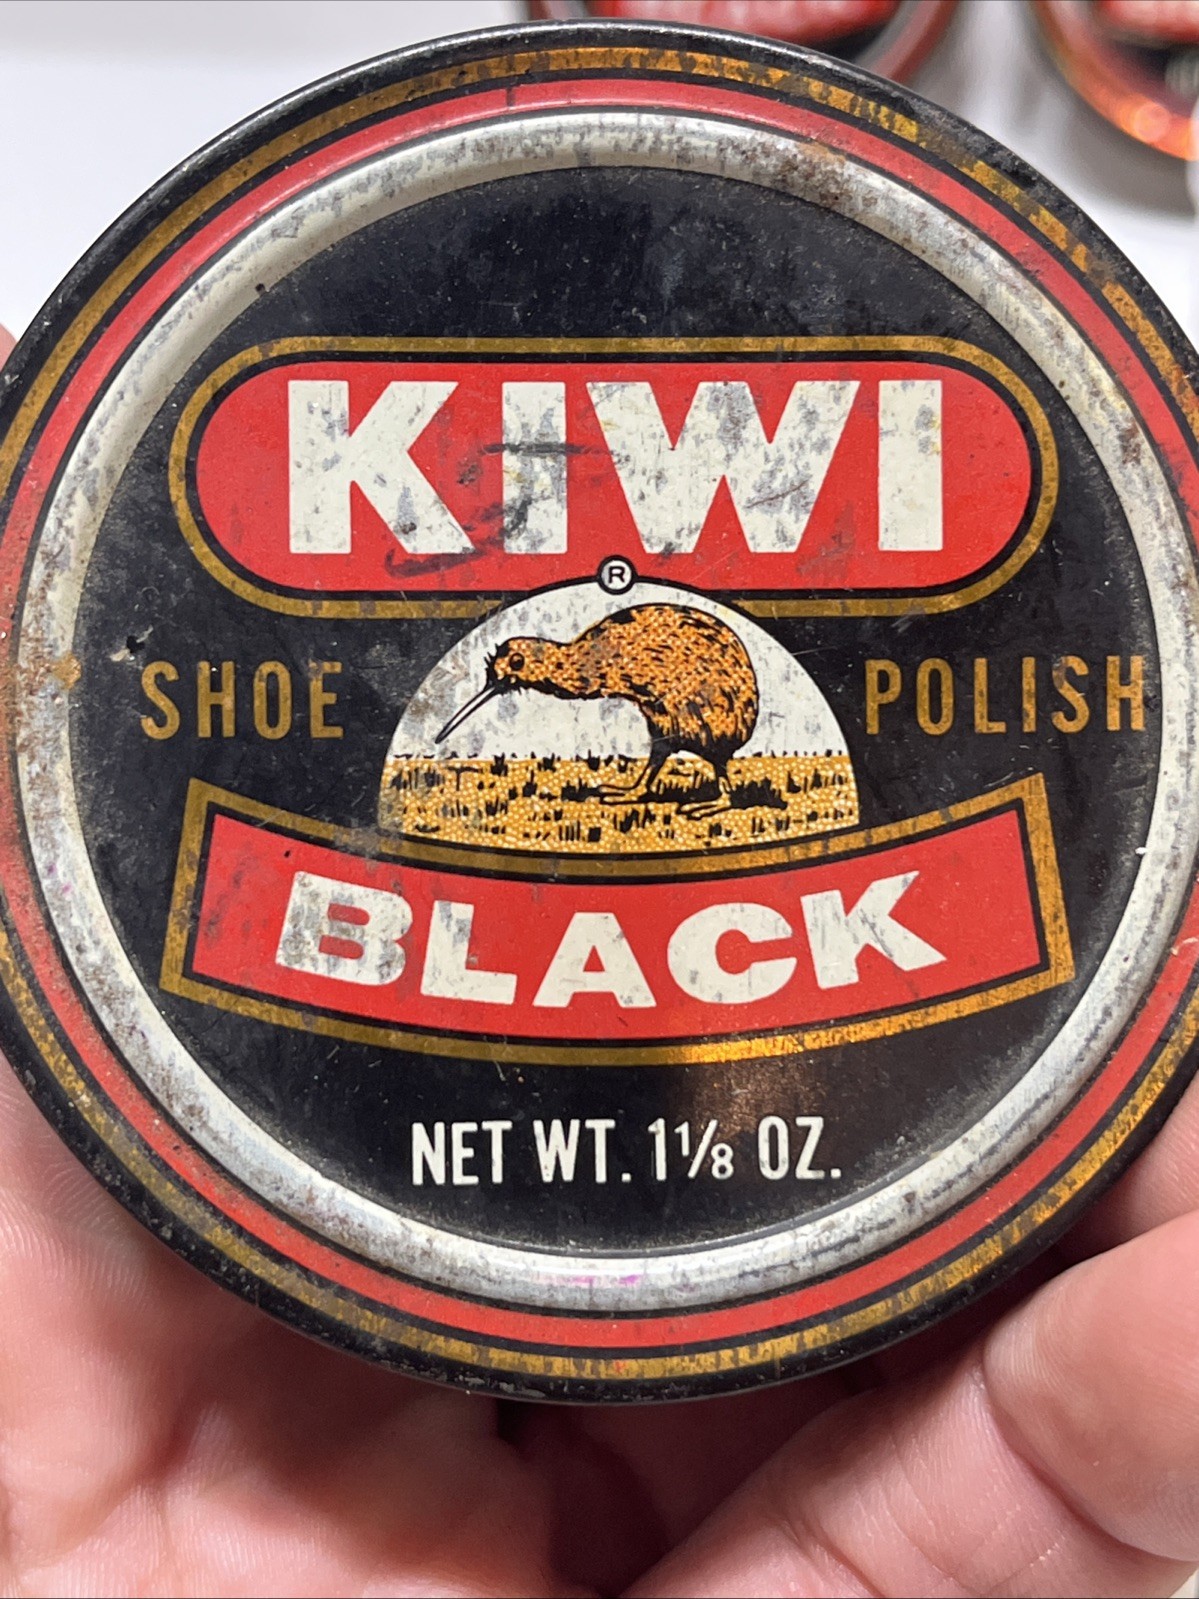 KIWI
®
SHOE POLISH
BLACK
NET WT. 1⅛ OZ.